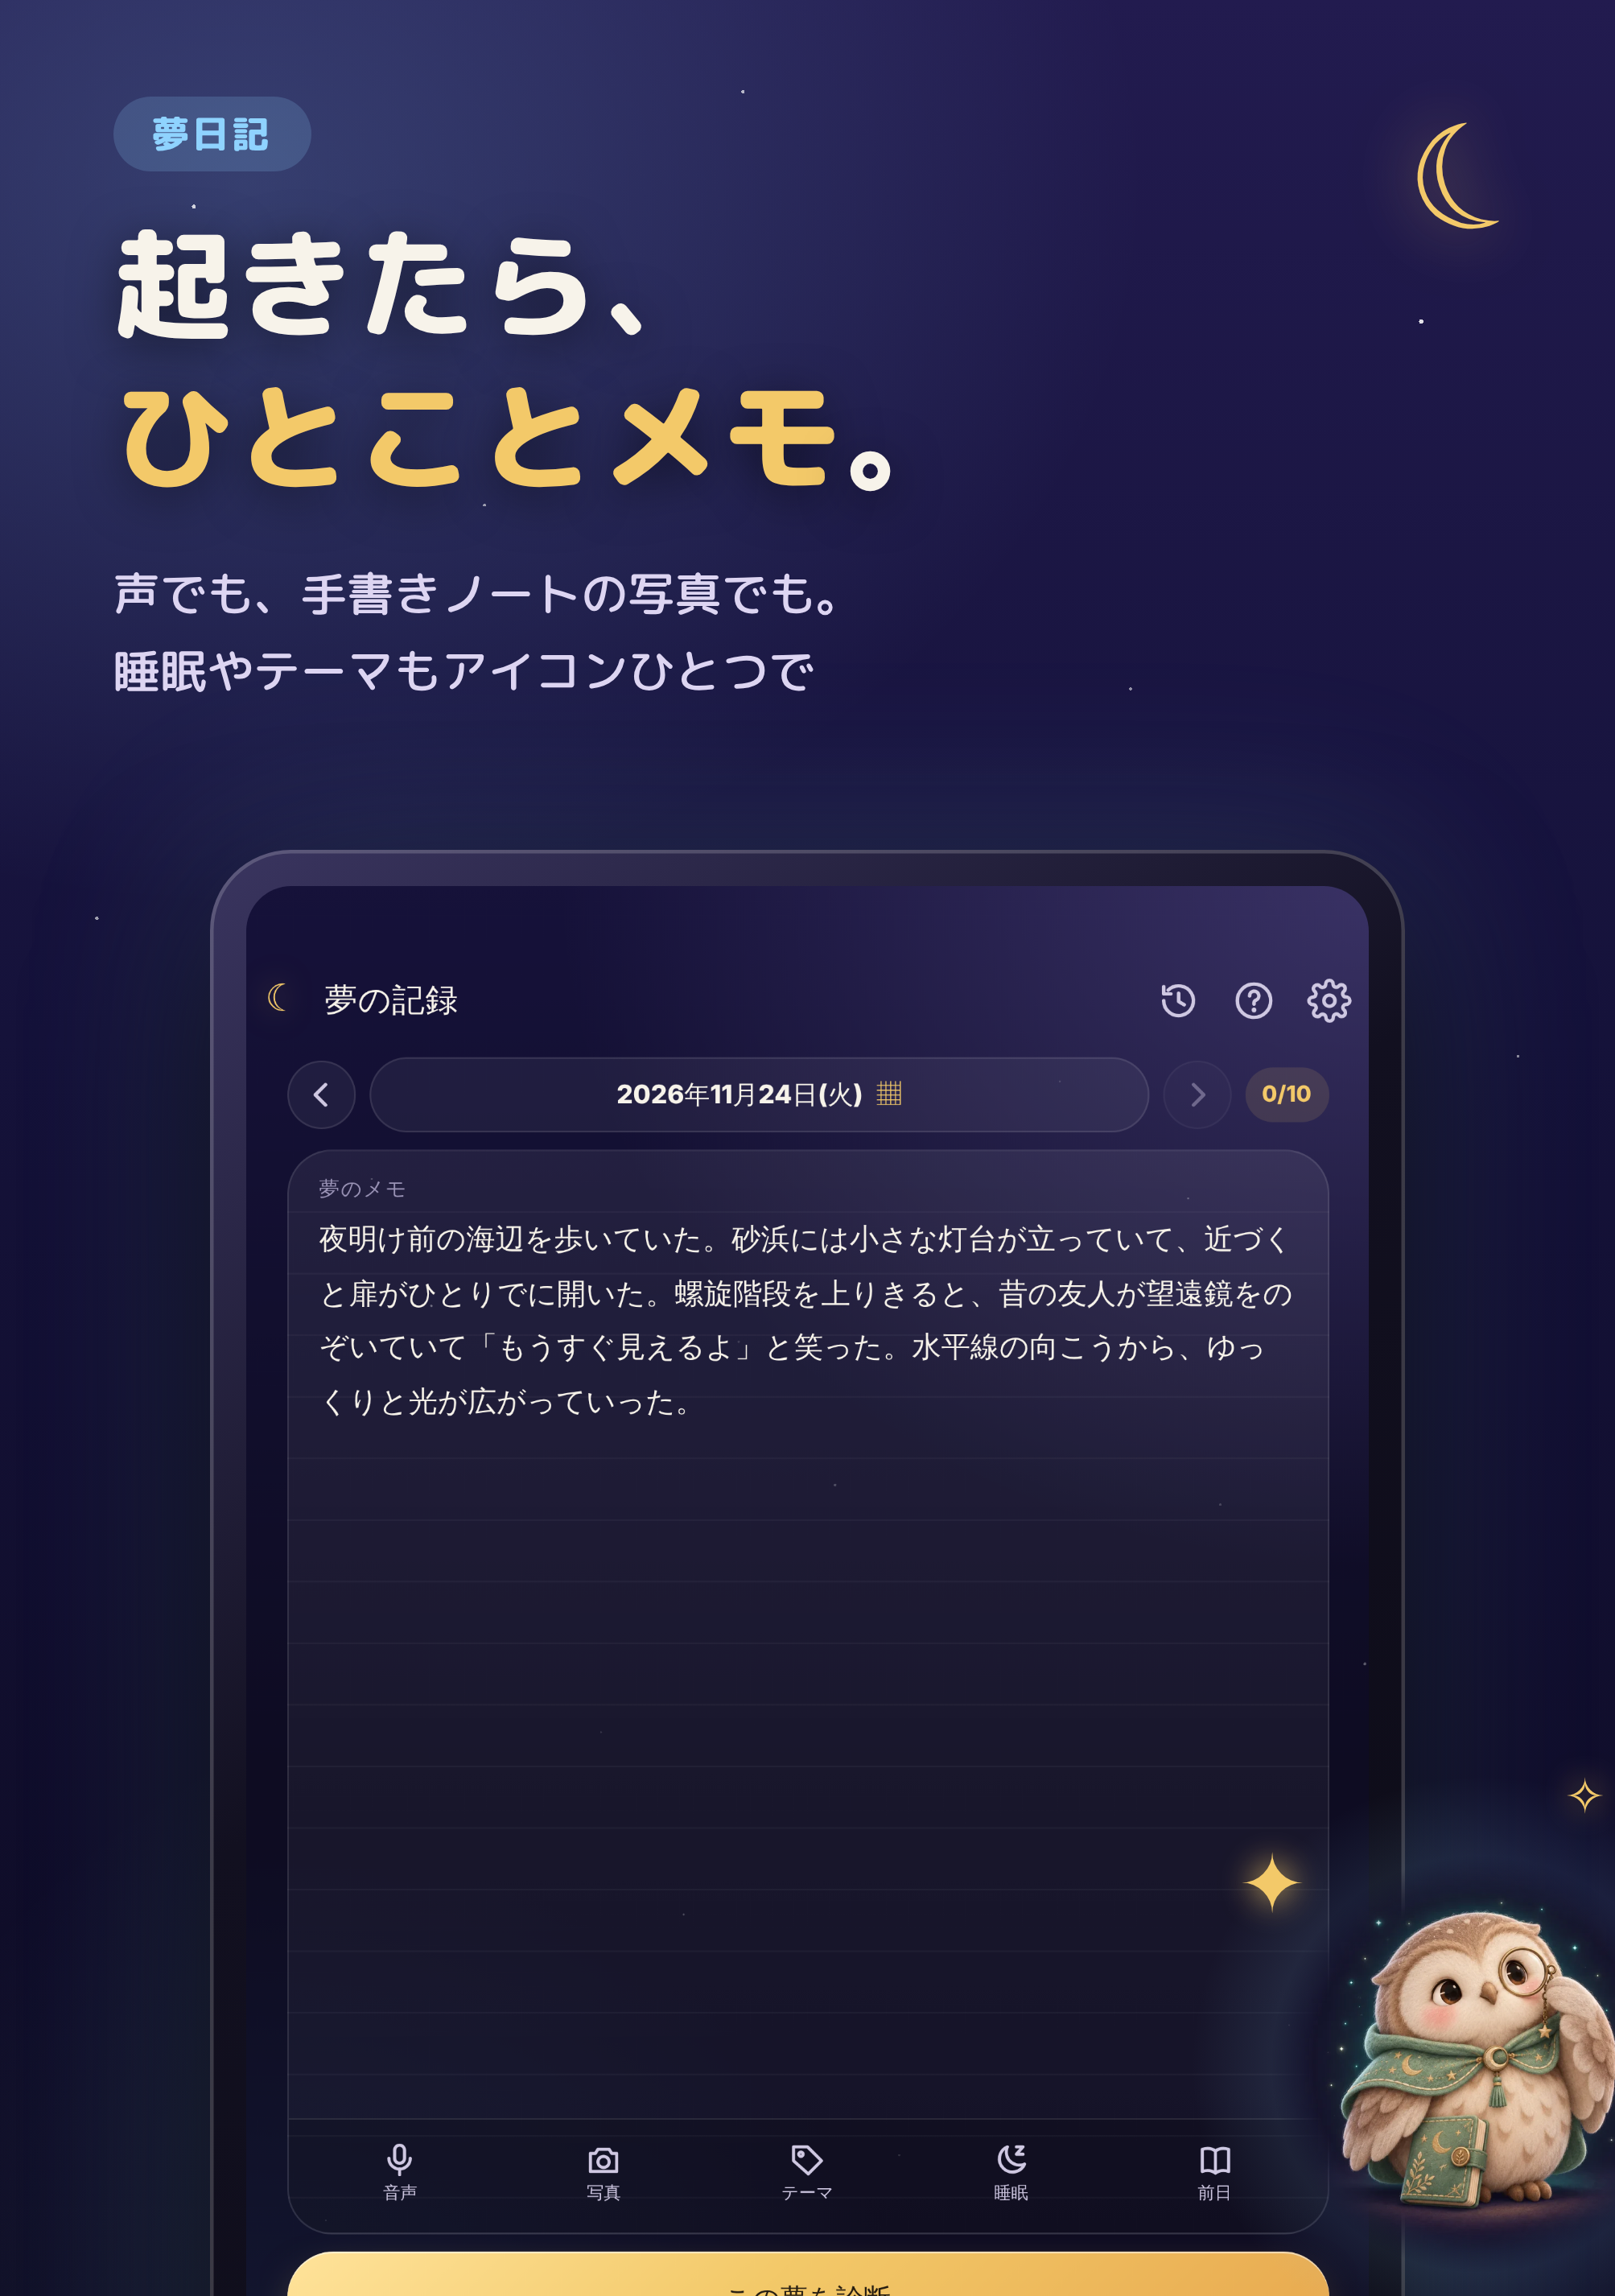 夢日記
起きたら、
ひとことメモ。
声でも、手書きノートの写真でも。
睡眠やテーマもアイコンひとつで
夢の記録
2026年11月24日(火)
0/10
夢のメモ
夜明け前の海辺を歩いていた。砂浜には小さな灯台が立っていて、近づく
と扉がひとりでに開いた。螺旋階段を上りきると、昔の友人が望遠鏡をの
ぞいていて「もうすぐ見えるよ」と笑った。水平線の向こうから、ゆっ
くりと光が広がっていった。
音声 写真 テーマ 睡眠 前日
この夢を診断